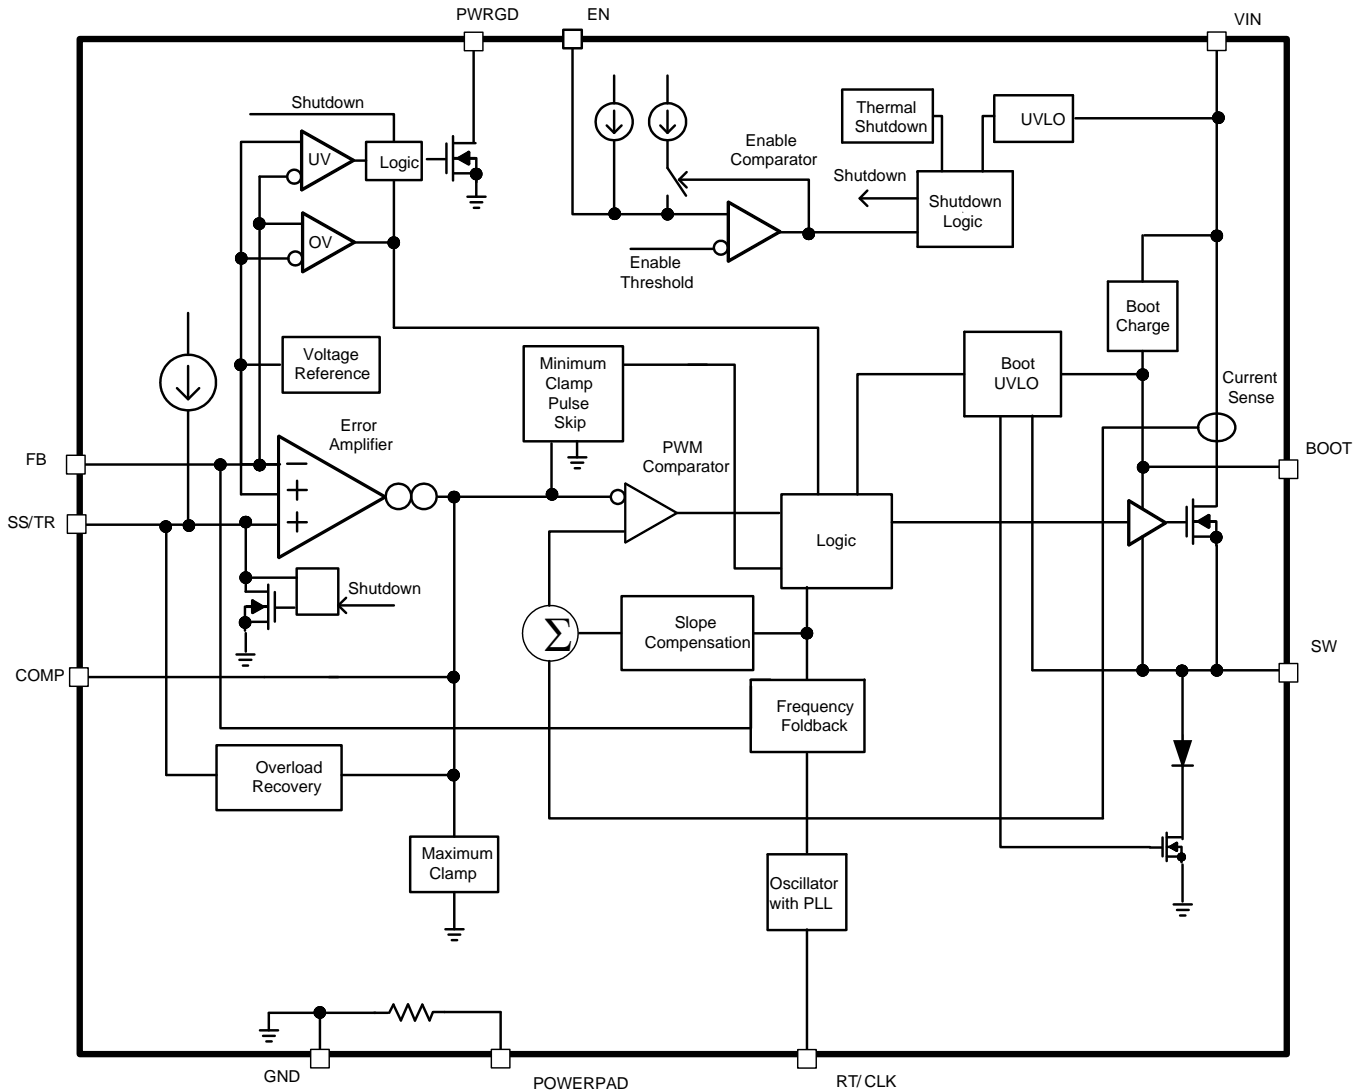 PWRGD
EN
VIN
Shutdown
Thermal
Shutdown
UVLO
UV
Logic
Enable
Comparator
Shutdown
Shutdown
Logic
OV
Enable
Threshold
Boot
Charge
Voltage
Reference
Minimum
Clamp
Pulse
Skip
Boot
UVLO
Current
Sense
Error
Amplifier
FB
−
+
+
PWM
Comparator
BOOT
SS/TR
Logic
Shutdown
Σ
Slope
Compensation
SW
COMP
Frequency
Foldback
Overload
Recovery
Maximum
Clamp
Oscillator
with PLL
GND
POWERPAD
RT/CLK